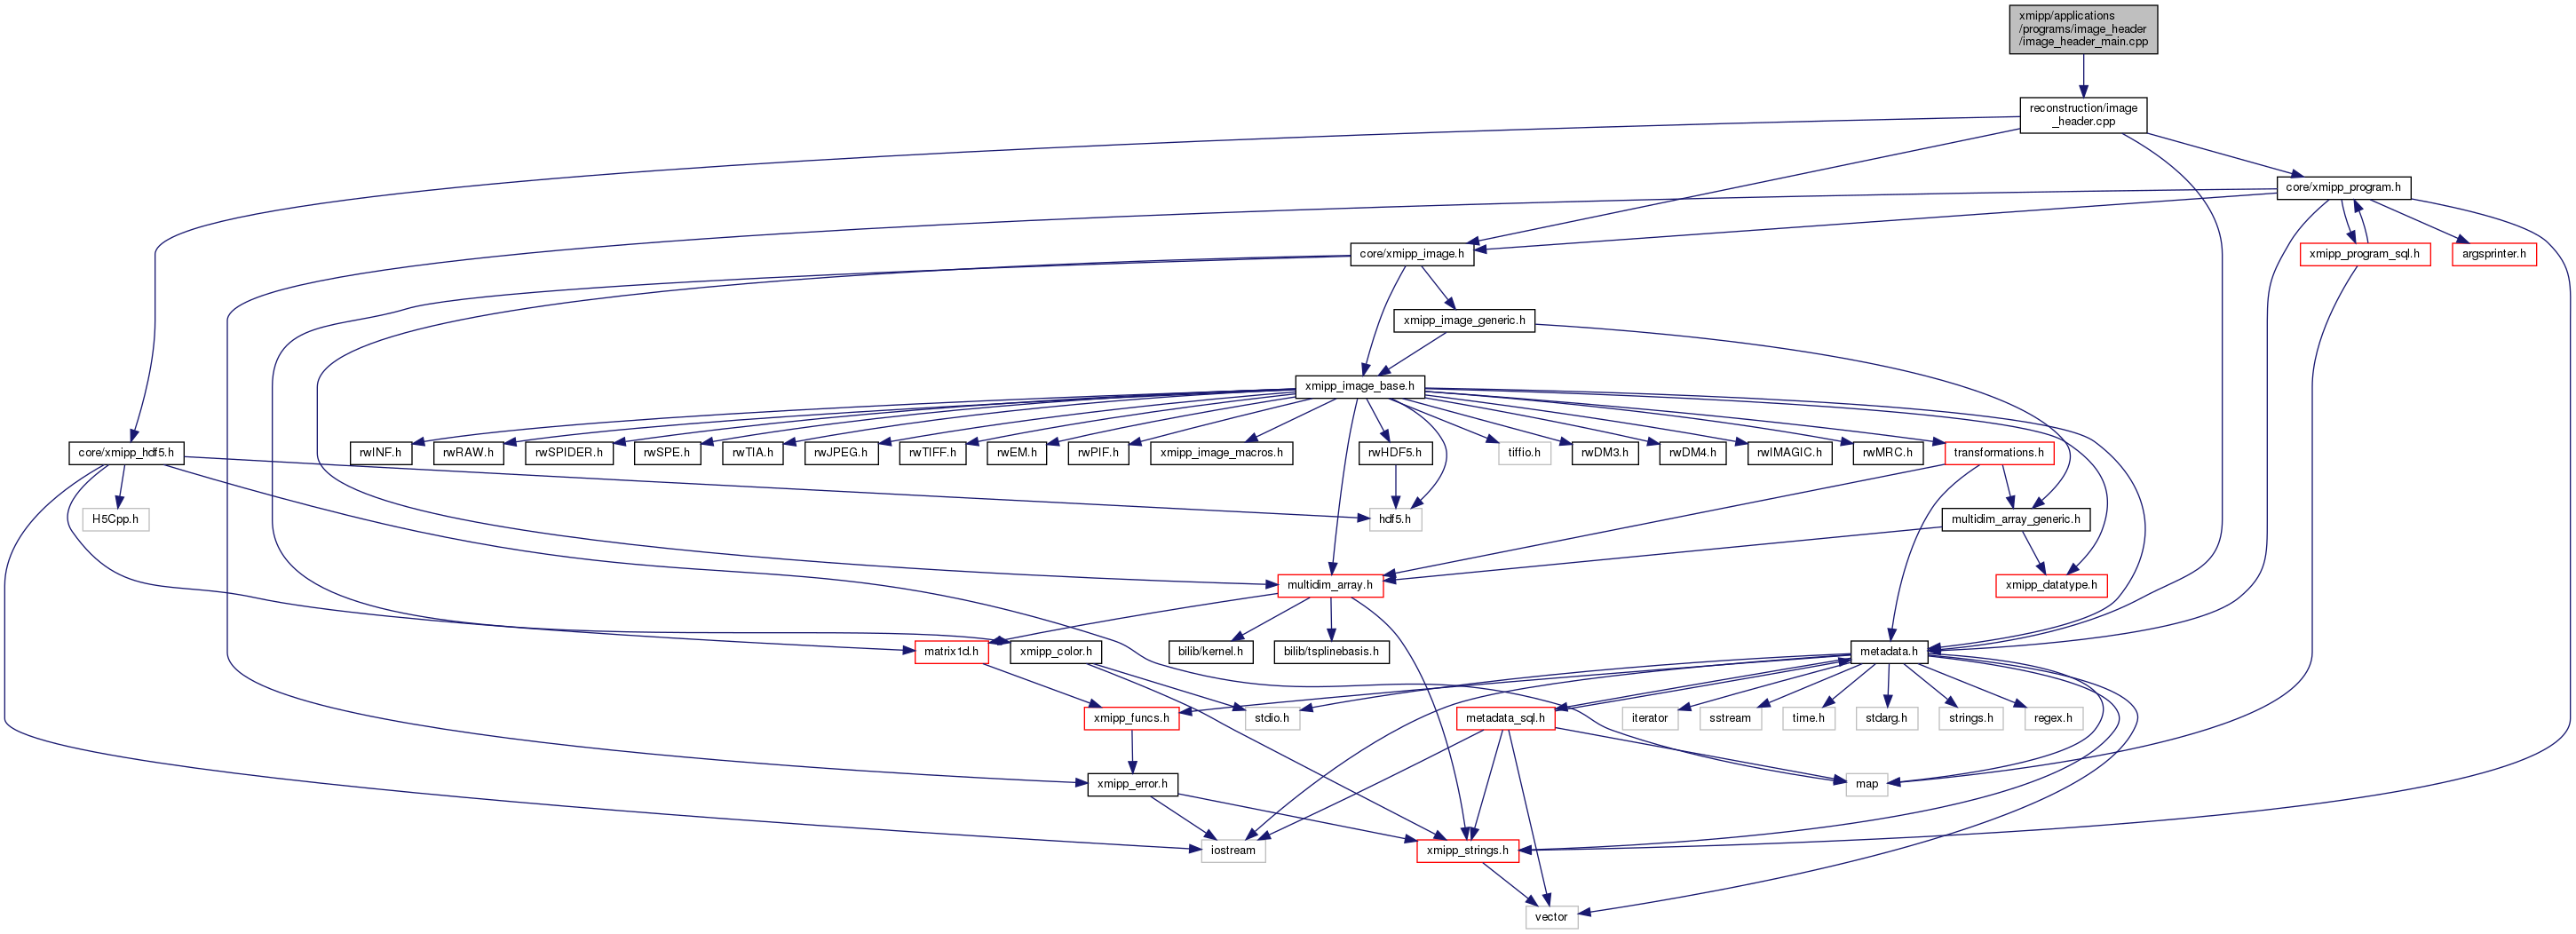 xmipp/applications
/programs/image_header
/image_header_main.cpp
reconstruction/image
_header.cpp
core/xmipp_program.h
core/xmipp_image.h
xmipp_program_sql.h
argsprinter.h
xmipp_image_generic.h
xmipp_image_base.h
core/xmipp_hdf5.h
rwINF.h
rwRAW.h
rwSPIDER.h
rwSPE.h
rwTIA.h
rwJPEG.h
rwTIFF.h
rwEM.h
rwPIF.h
xmipp_image_macros.h
rwHDF5.h
tiffio.h
rwDM3.h
rwDM4.h
rwIMAGIC.h
rwMRC.h
transformations.h
H5Cpp.h
hdf5.h
multidim_array_generic.h
multidim_array.h
xmipp_datatype.h
matrix1d.h
xmipp_color.h
bilib/kernel.h
bilib/tsplinebasis.h
metadata.h
xmipp_funcs.h
stdio.h
metadata_sql.h
iterator
sstream
time.h
stdarg.h
strings.h
regex.h
xmipp_error.h
map
iostream
xmipp_strings.h
vector